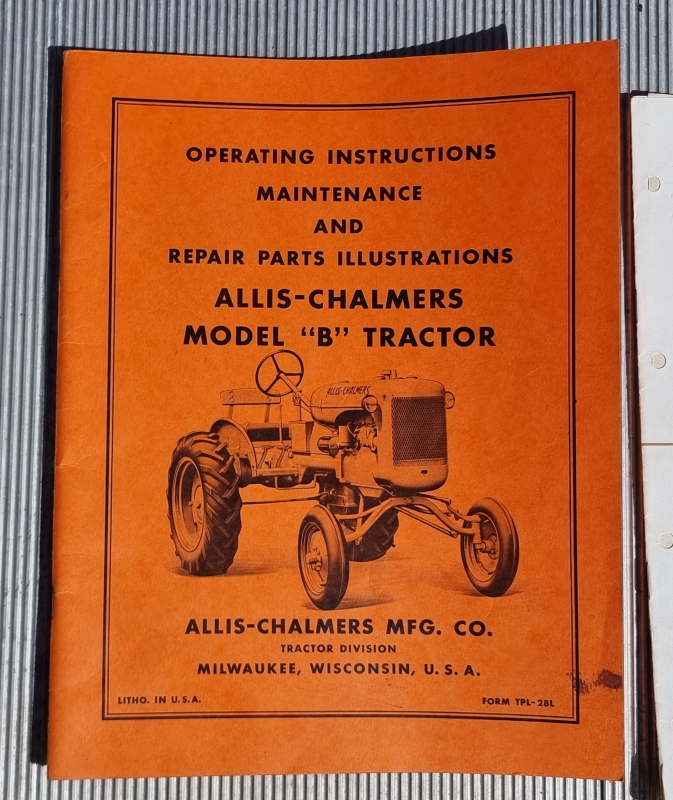 OPERATING INSTRUCTIONS
MAINTENANCE
AND
REPAIR PARTS ILLUSTRATIONS
ALLIS-CHALMERS
MODEL “B” TRACTOR
ALLIS-CHALMERS
ALLIS-CHALMERS MFG. CO.
TRACTOR DIVISION
MILWAUKEE, WISCONSIN, U. S. A.
LITHO. IN U.S.A.
FORM TPL-28L